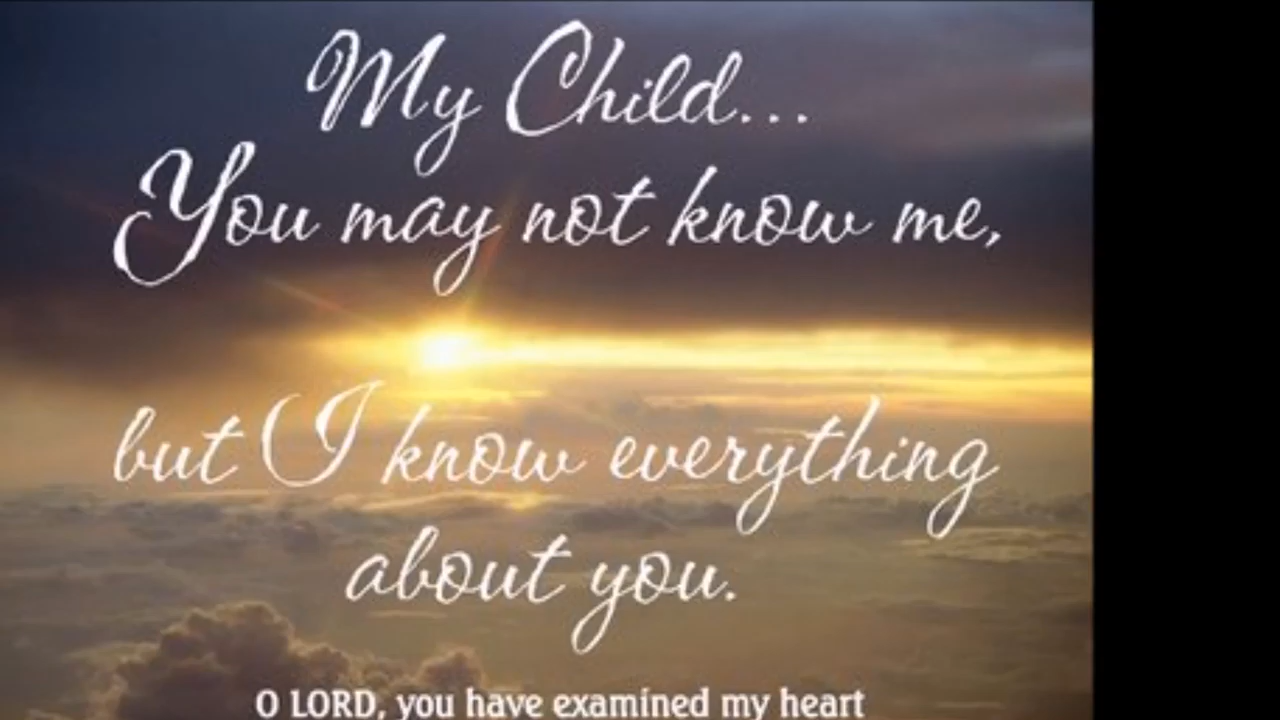 My Child...
You may not know me,
but I know everything
about you.
O LORD, you have examined my heart